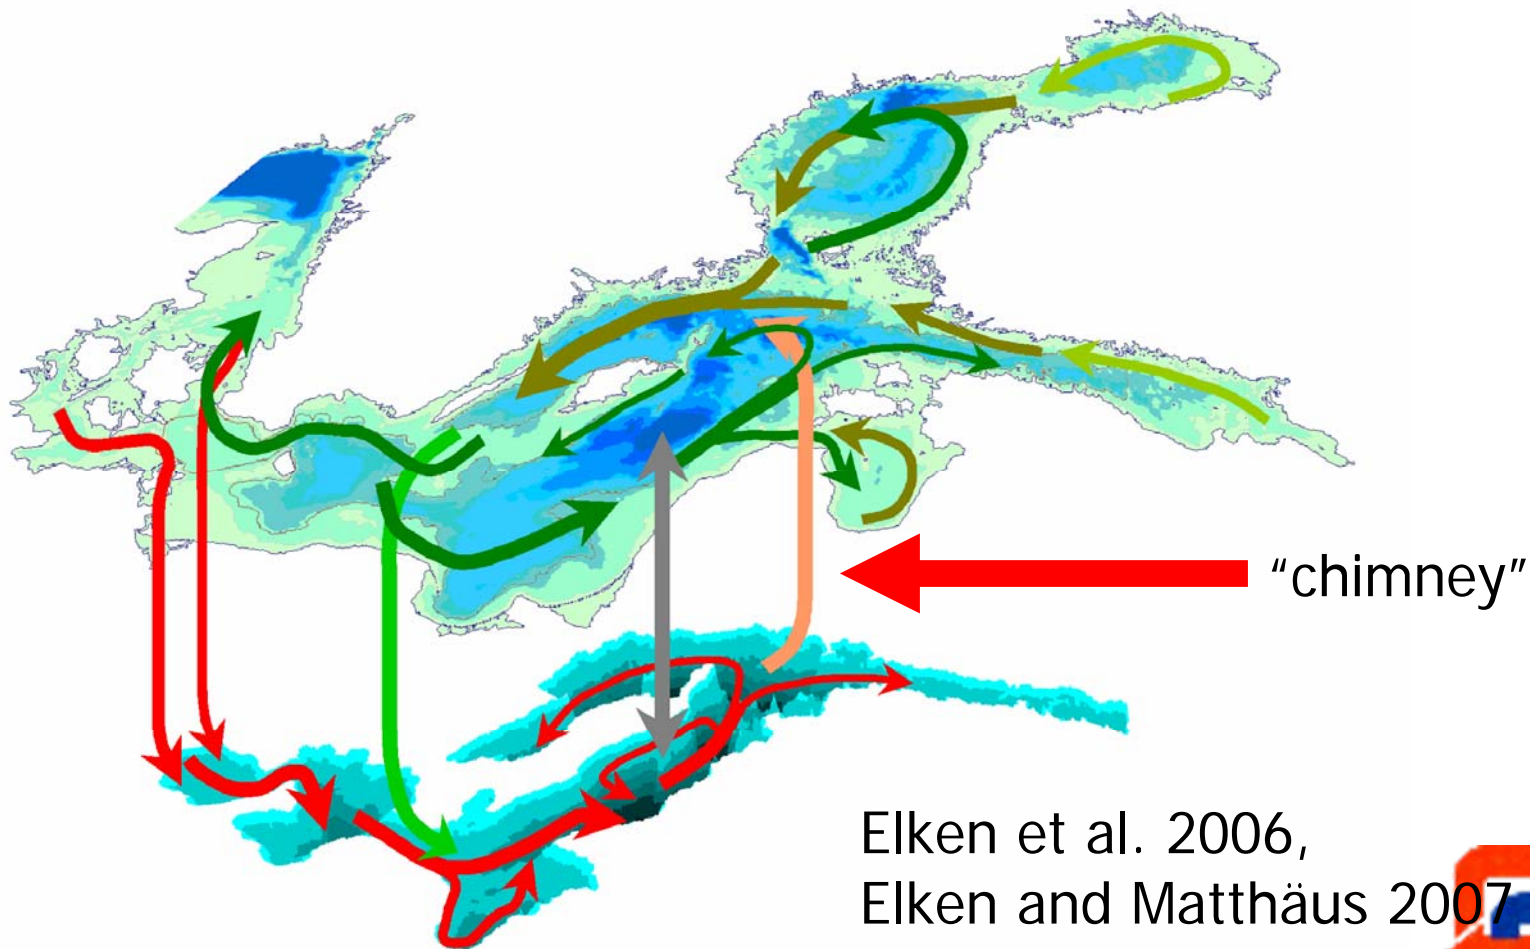 “chimney”
Elken et al. 2006,
Elken and Matthäus 2007